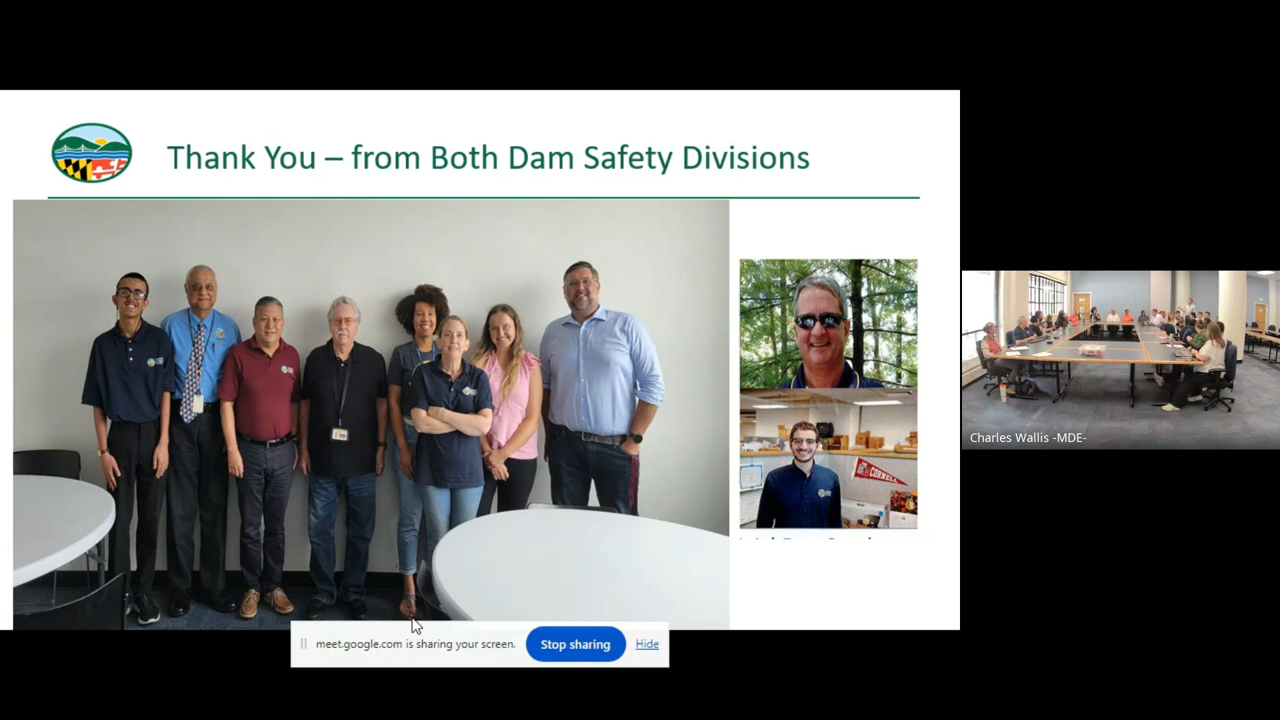 Thank You – from Both Dam Safety Divisions
CORNELL
Charles Wallis -MDE-
meet.google.com is sharing your screen.
Stop sharing
Hide